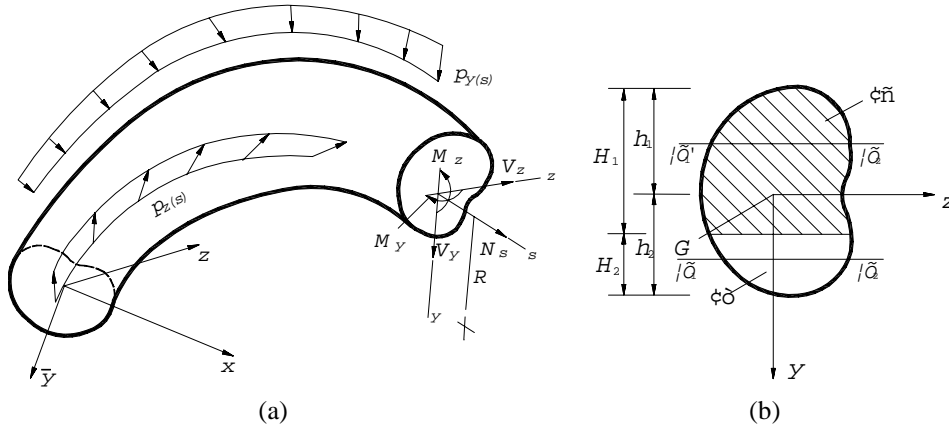 p_y(s)
M_z
V_z
z
p_z(s)
M_y
V_y
N_s
s
R
z
y
x
ȳ
(a)
¢ñ
h_1
H_1
z
G
h_2
H_2
¢ò
Y
(b)